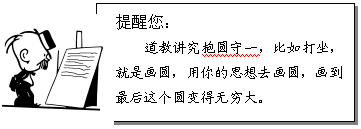 提醒您：
道教讲究抱圆守一，比如打坐，
就是画圆，用你的思想去画圆，画到
最后这个圆变得无穷大。